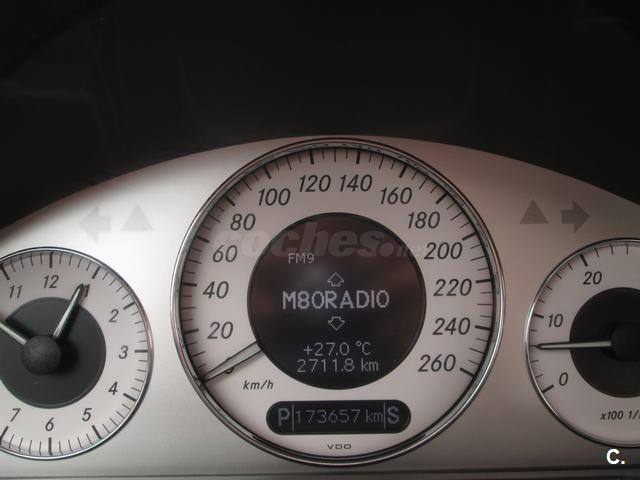 120 140
100 160
80 180
60 200
40 220
20 240
260
km/h
coches.net
FM9
M80RADIO
+27.0 °C
2711.8 km
P 173657 km S
VDO
11 12 1
2
3
4
5
6
7
20
10
0
x100 1/
C.